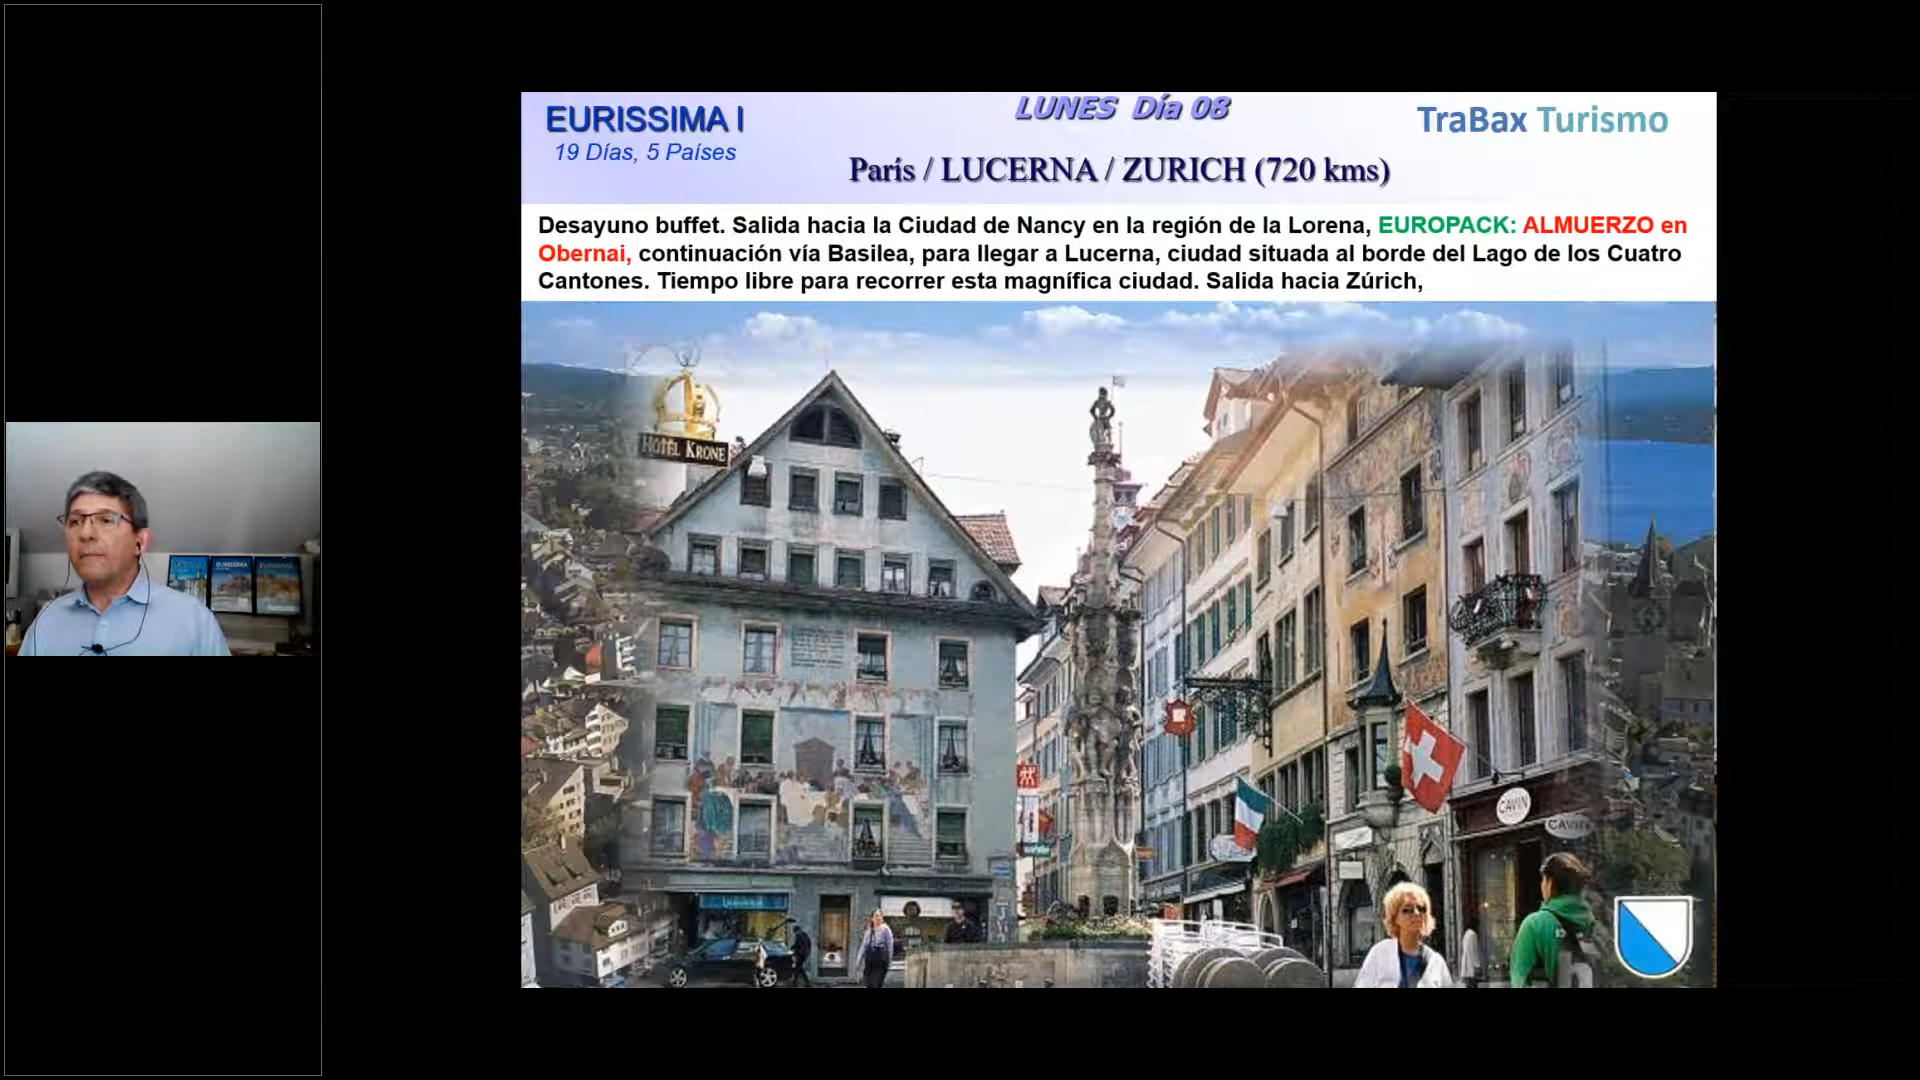 EURISSIMA I
19 Días, 5 Países
LUNES Día 08
TraBax Turismo
París / LUCERNA / ZURICH (720 kms)
Desayuno buffet. Salida hacia la Ciudad de Nancy en la región de la Lorena, EUROPACK: ALMUERZO en
Obernai, continuación vía Basilea, para llegar a Lucerna, ciudad situada al borde del Lago de los Cuatro
Cantones. Tiempo libre para recorrer esta magnífica ciudad. Salida hacia Zúrich,
HOTEL KRONE
CAVIN
CAVIN
EURISSIMA